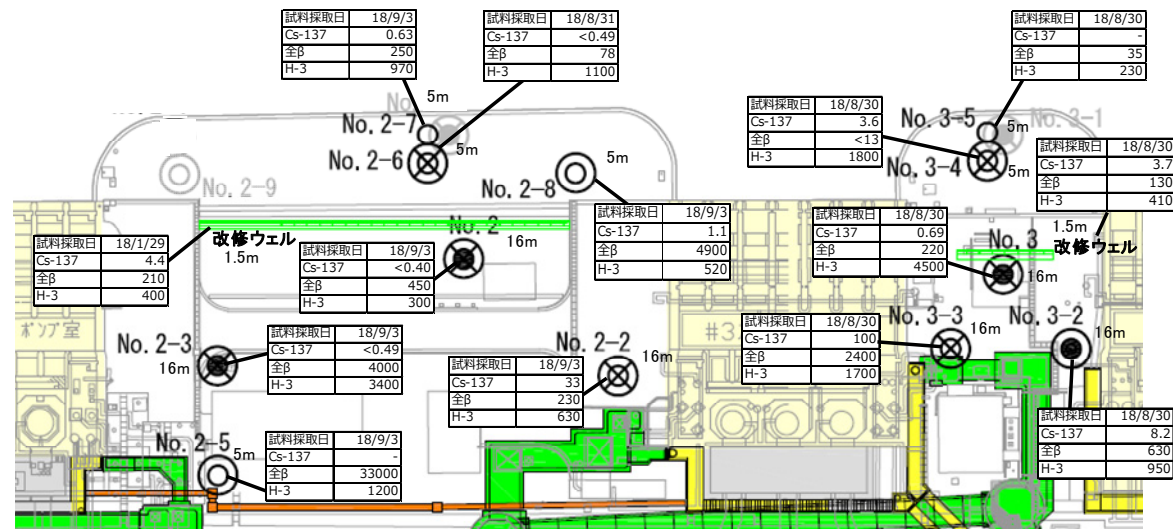 試料採取日 18/9/3
Cs-137 0.63
全β 250
H-3 970
試料採取日 18/8/31
Cs-137 <0.49
全β 78
H-3 1100
試料採取日 18/8/30
Cs-137 -
全β 35
H-3 230
No 5m
No. 2-7
5m
No. 2-6
5m
No. 2-8
No. 2-9
試料採取日 18/8/30
Cs-137 3.6
全β <13
H-3 1800
No. 3-5
5m
No. 3-1
No. 3-4
5m
試料採取日 18/8/30
Cs-137 3.7
全β 130
H-3 410
1.5m
改修ウェル
試料採取日 18/1/29
Cs-137 4.4
全β 210
H-3 400
改修ウェル
1.5m
試料採取日 18/9/3
Cs-137 <0.40
全β 450
H-3 300
No. 2
16m
試料採取日 18/9/3
Cs-137 1.1
全β 4900
H-3 520
試料採取日 18/8/30
Cs-137 0.69
全β 220
H-3 4500
No. 3
16m
ポンプ室
No. 2-3
16m
試料採取日 18/9/3
Cs-137 <0.49
全β 4000
H-3 3400
No. 2-2
16m
試料採取日 18/9/3
Cs-137 33
全β 230
H-3 630
#3
試料採取日 18/8/30
Cs-137 100
全β 2400
H-3 1700
No. 3-3
16m
No. 3-2
16m
試料採取日 18/8/30
Cs-137 8.2
全β 630
H-3 950
No. 2-5
5m
試料採取日 18/9/3
Cs-137 -
全β 33000
H-3 1200